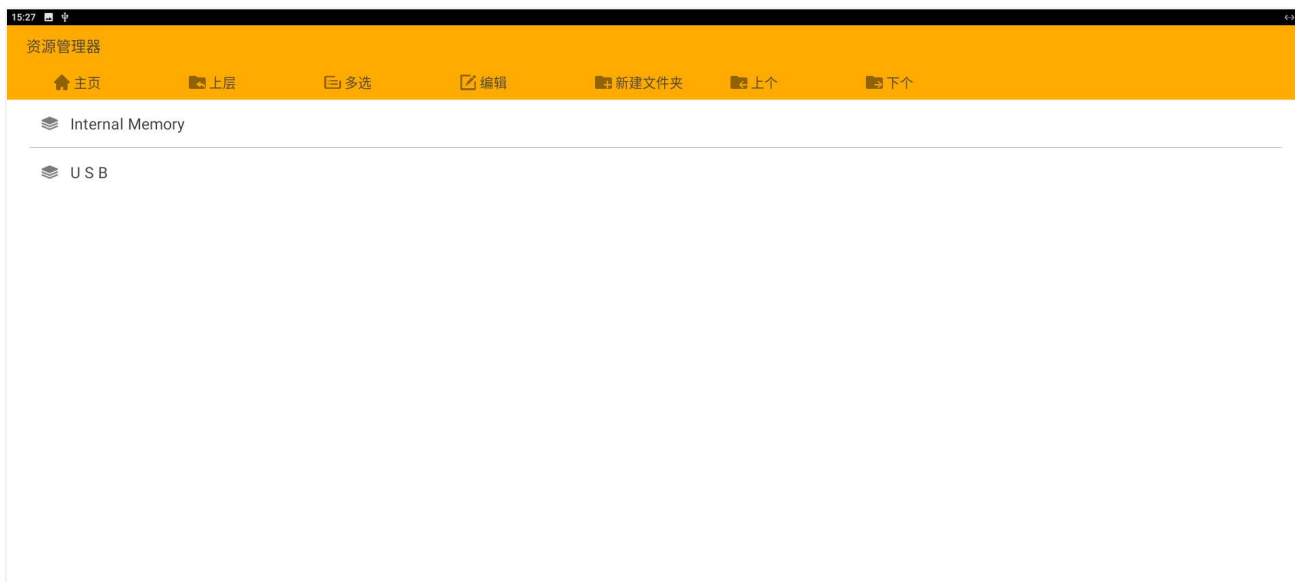 15:27
资源管理器
主页 上层 多选 编辑 新建文件夹 上个 下个
Internal Memory
U S B